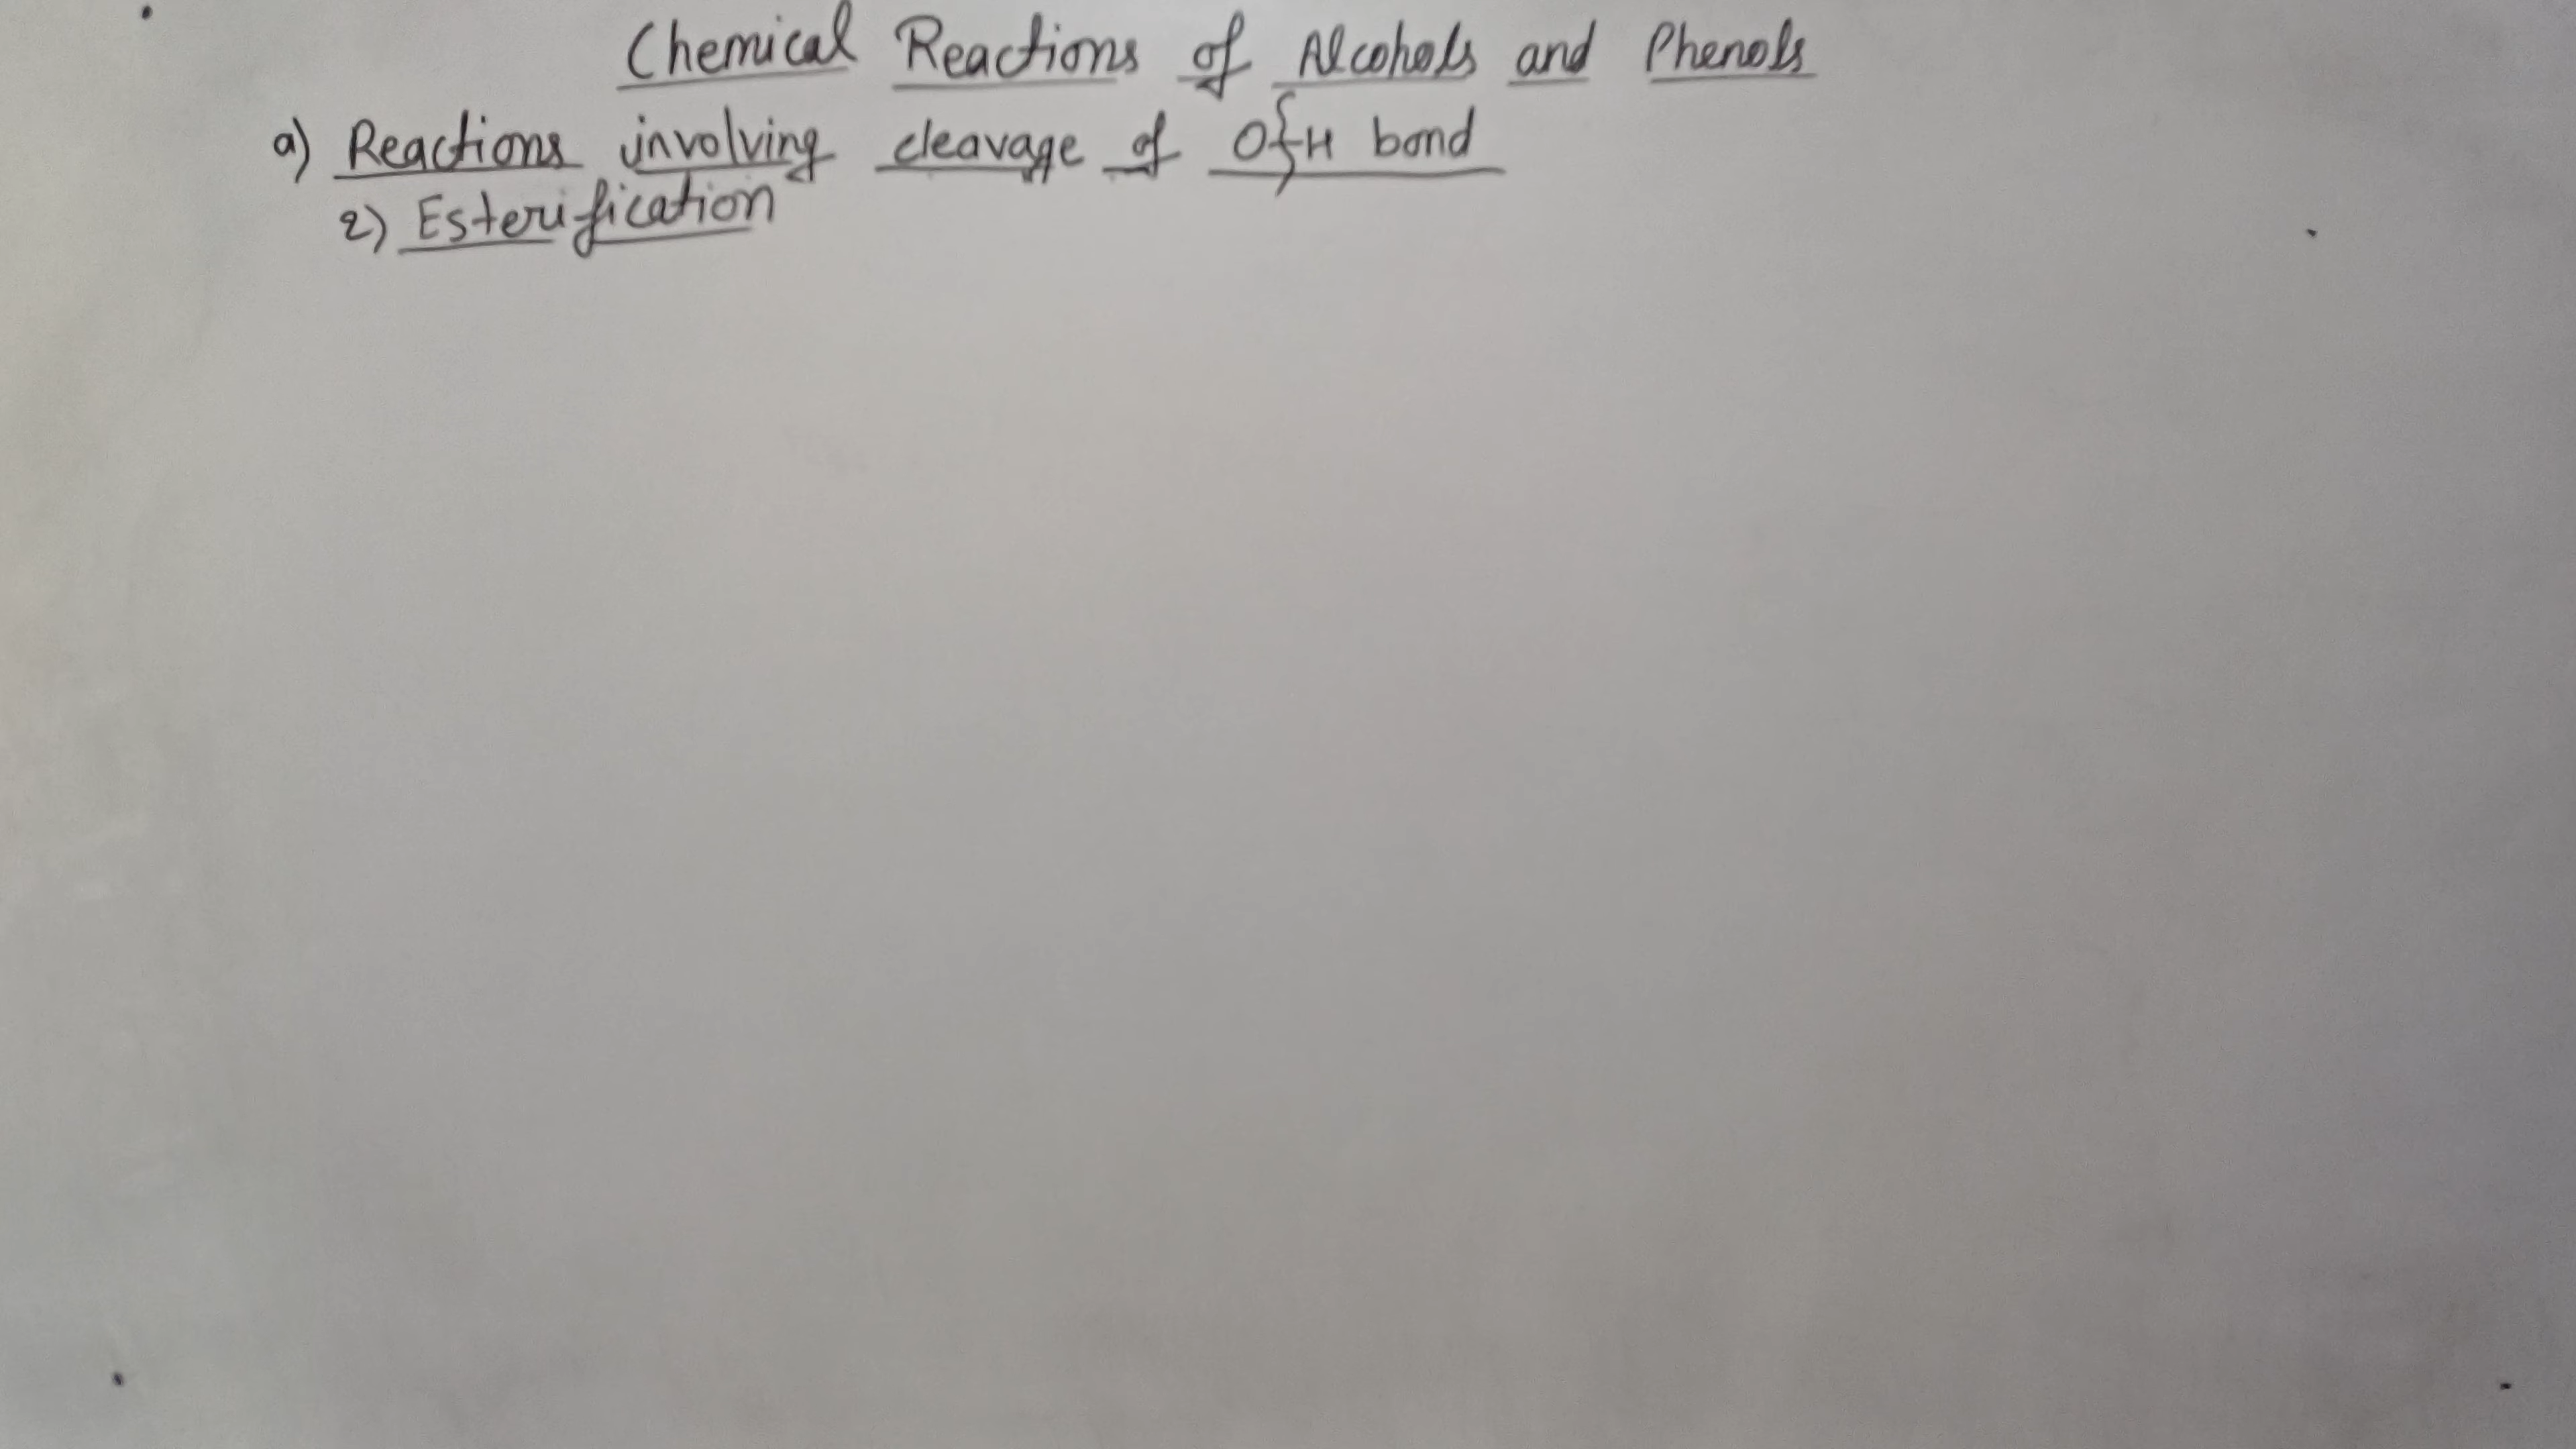 Chemical Reactions of Alcohols and Phenols
a) Reactions involving cleavage of O-H bond
2) Esterification